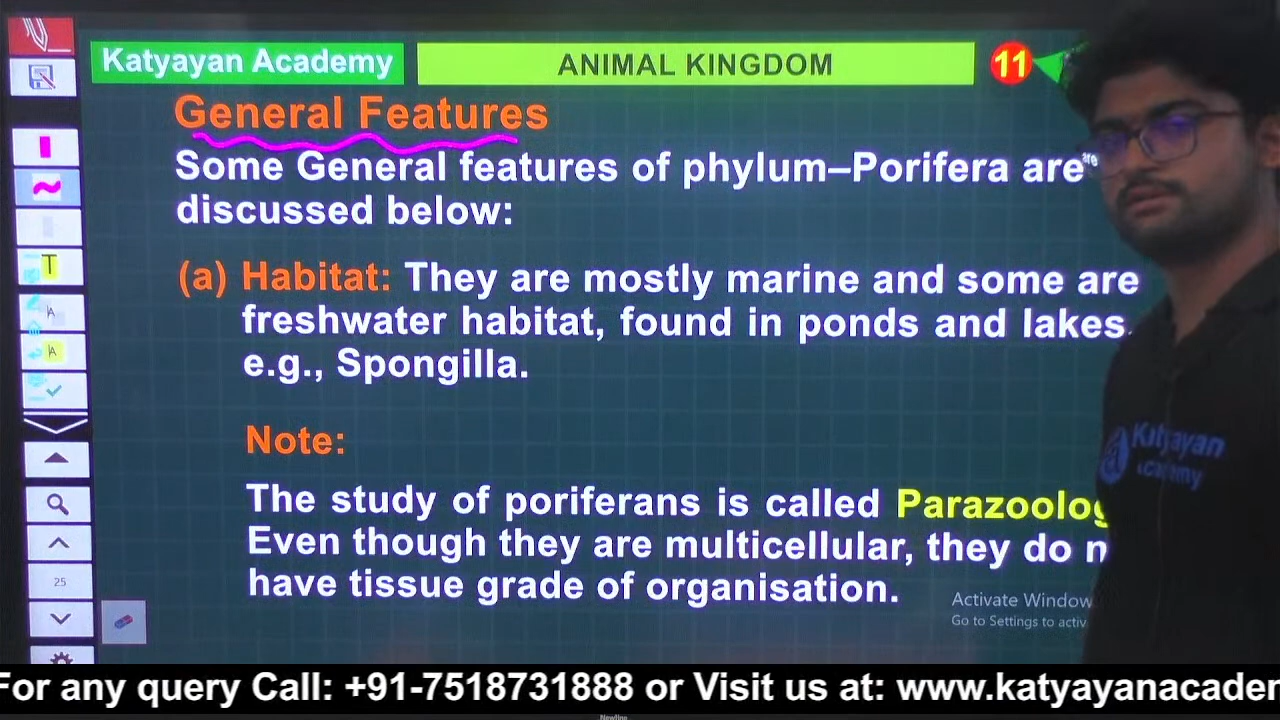 Katyayan Academy
ANIMAL KINGDOM
11
General Features
Some General features of phylum–Porifera are
discussed below:
(a) Habitat: They are mostly marine and some are
freshwater habitat, found in ponds and lakes.
e.g., Spongilla.
Note:
The study of poriferans is called Parazoolog
Even though they are multicellular, they do n
have tissue grade of organisation.
Activate Window
Go to Settings to activ
25
Katyayan
Academy
For any query Call: +91-7518731888 or Visit us at: www.katyayanacader
Newline